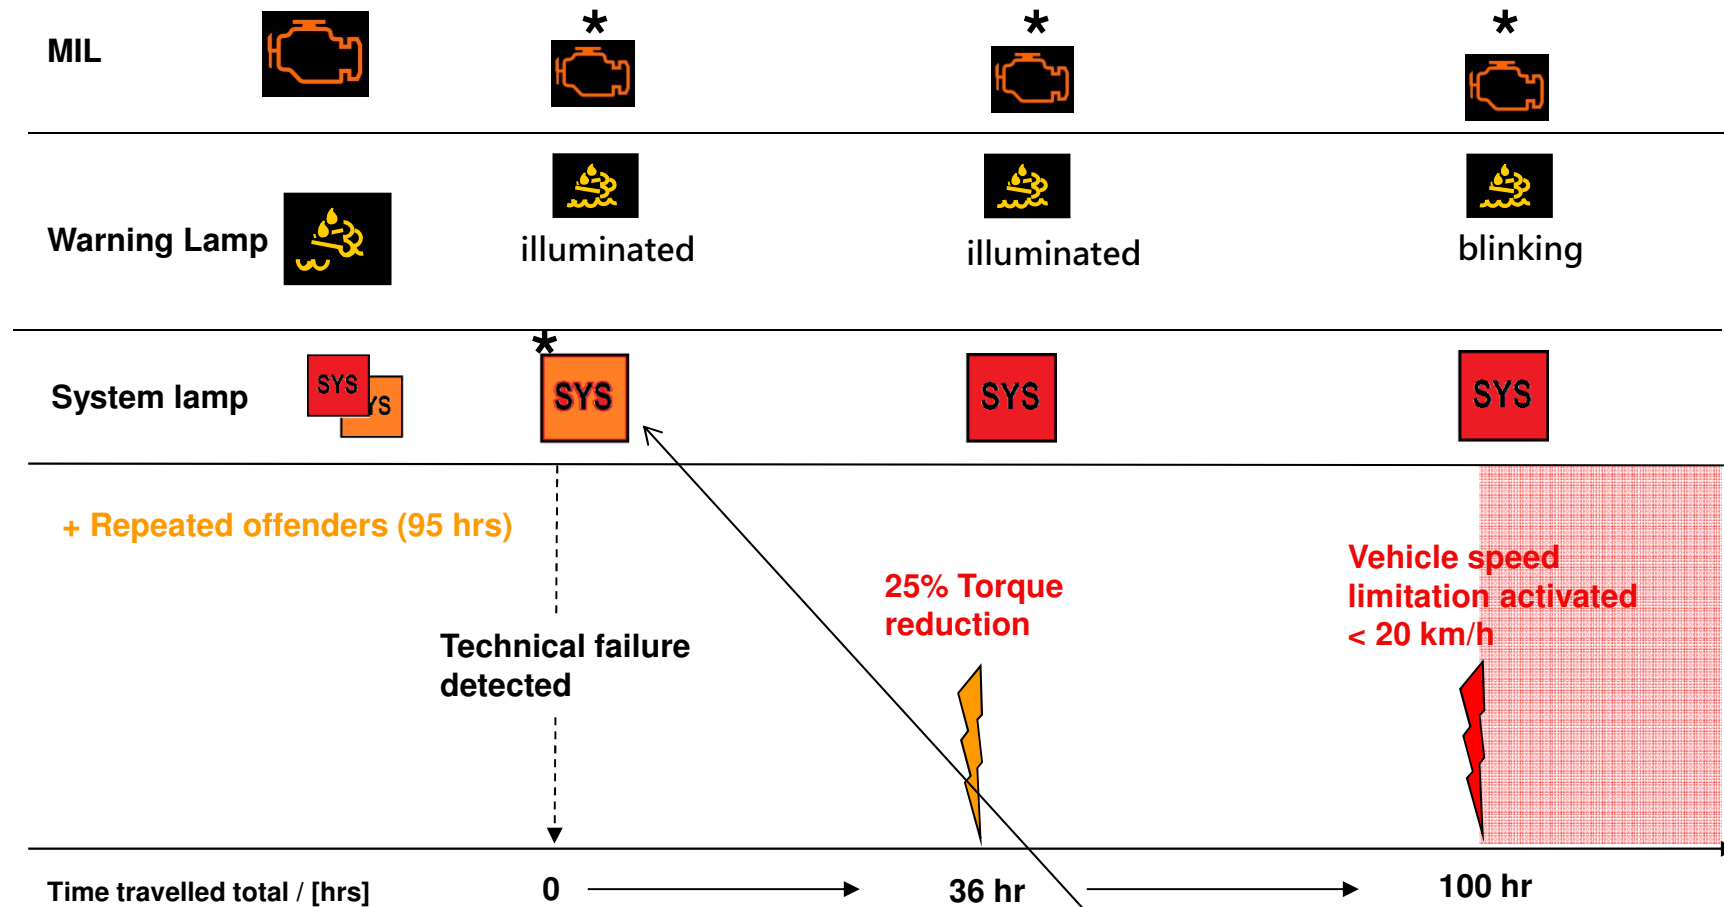 *
*
*
MIL
Warning Lamp
illuminated
illuminated
blinking
*
System lamp
SYS
YS
SYS
SYS
SYS
+ Repeated offenders (95 hrs)
25% Torque
reduction
Vehicle speed
limitation activated
< 20 km/h
Technical failure
detected
Time travelled total / [hrs]
0
36 hr
100 hr